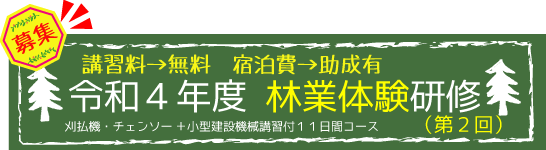 募集
講習料→無料　宿泊費→助成有
令和４年度 林業体験研修
刈払機・チェンソー＋小型建設機械講習付１１日間コース
（第２回）